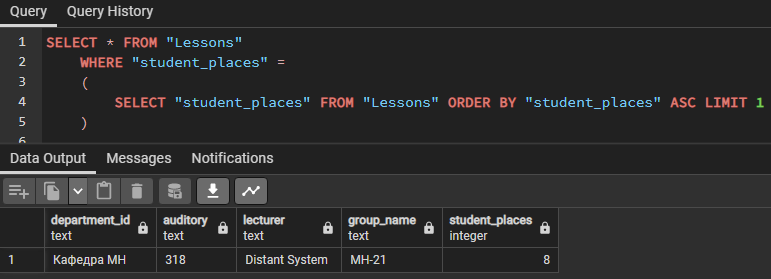 Query Query History
1 SELECT * FROM "Lessons"
2 WHERE "student_places" =
3 (
4 SELECT "student_places" FROM "Lessons" ORDER BY "student_places" ASC LIMIT 1
5 )
6
Data Output Messages Notifications
department_id auditory lecturer group_name student_places
text text text text integer
1 Кафедра МН 318 Distant System МН-21 8